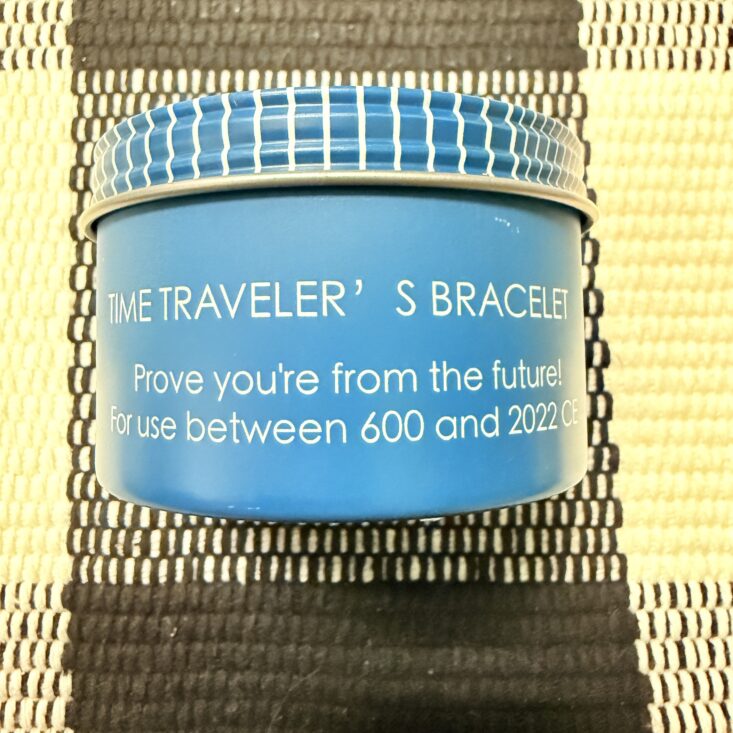 TIME TRAVELER’ S BRACELET
Prove you're from the future!
For use between 600 and 2022 CE